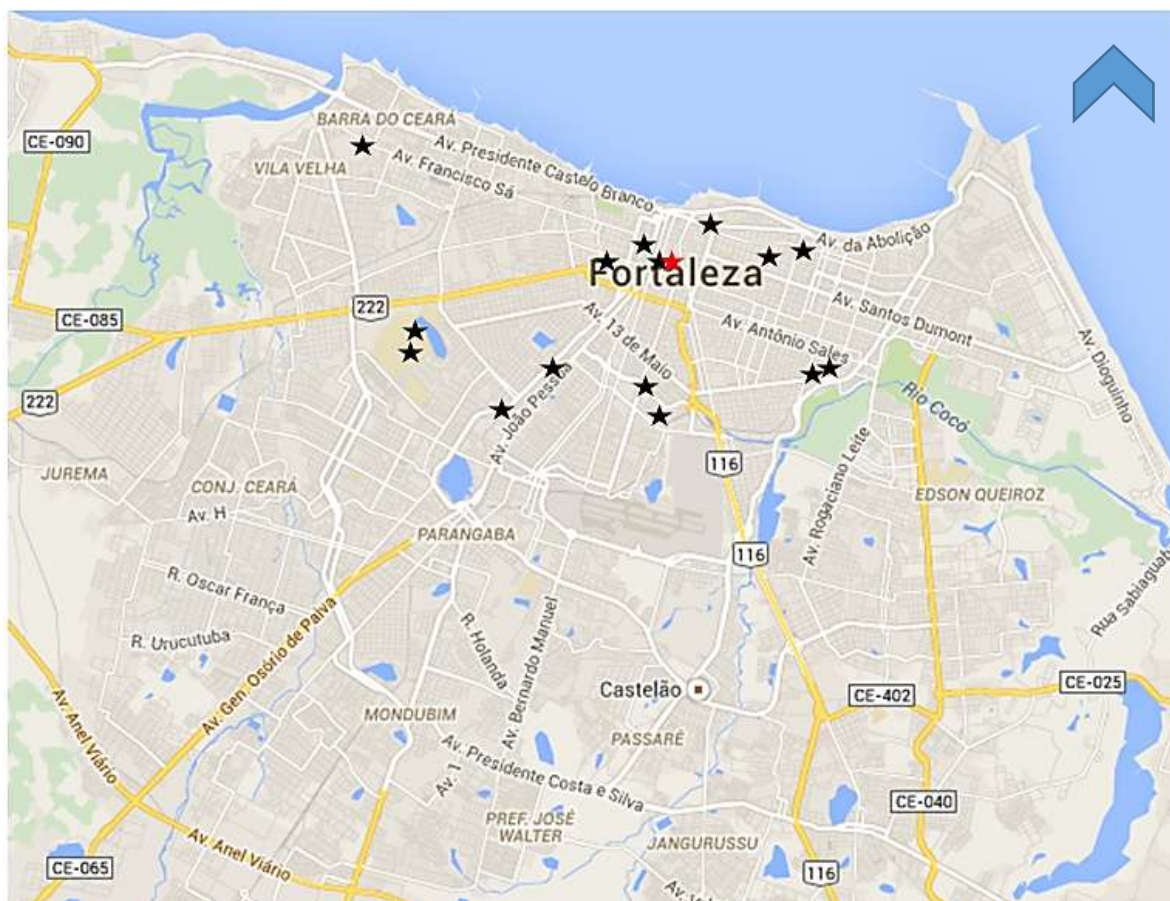 BARRA DO CEARÁ
CE-090
Av. Presidente Castelo Branco
Av. Francisco Sá
VILA VELHA
Av. da Abolição
Fortaleza
222
CE-085
Av. Santos Dumont
Av. Antônio Sales
Av. 13 de Maio
Av. Dioguinho
222
Av. João Pessoa
Rio Cocó
JUREMA
CONJ. CEARÁ
116
Av. Rogaciano Leite
EDSON QUEIROZ
Av. H
PARANGABA
116
R. Oscar França
Rua Sabiaguab
R. Urucutuba
R. Holanda
Av. Bernardo Manuel
Av. Gen. Osório de Paiva
Castelão
CE-025
CE-402
Av. Anel Viário
MONDUBIM
PASSARÉ
Av. Presidente Costa e Silva
Av. 1
CE-040
PREF. JOSÉ
WALTER
JANGURUSSU
Av. Anel Viário
CE-065
116